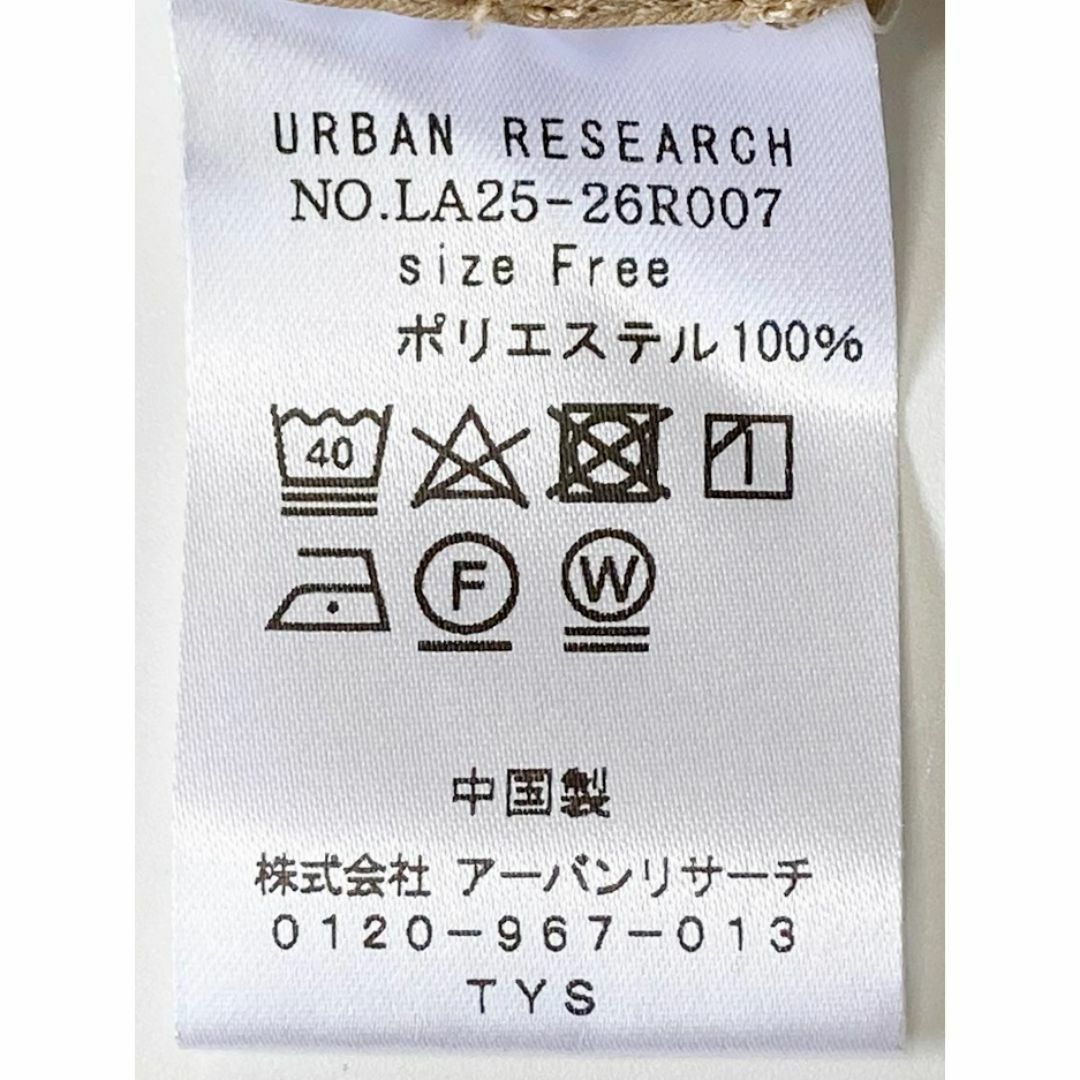 URBAN RESEARCH
NO.LA25-26R007
size Free
ポリエステル100%
40
F W
中国製
株式会社 アーバンリサーチ
0120-967-013
TYS